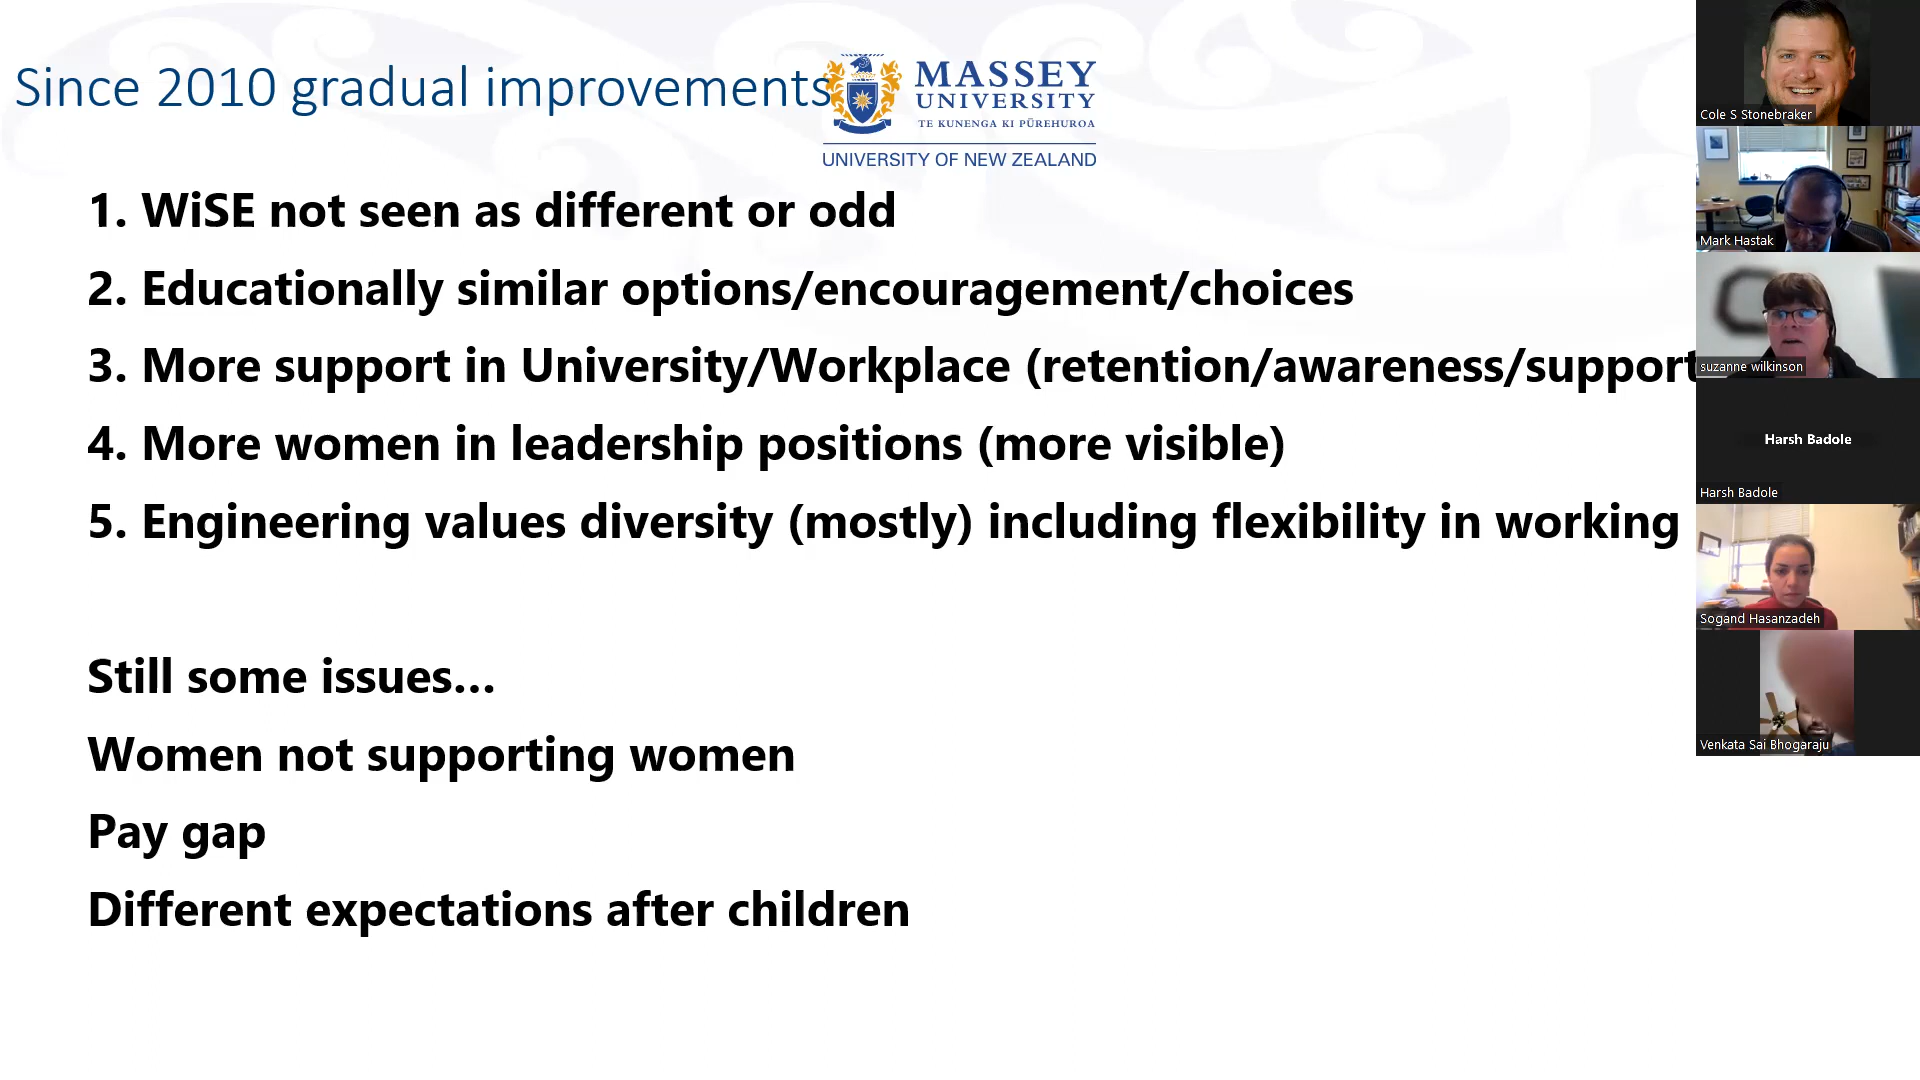 Since 2010 gradual improvements
MASSEY
UNIVERSITY
TE KUNENGA KI PŪREHUROA
UNIVERSITY OF NEW ZEALAND
1. WiSE not seen as different or odd
2. Educationally similar options/encouragement/choices
3. More support in University/Workplace (retention/awareness/support
4. More women in leadership positions (more visible)
5. Engineering values diversity (mostly) including flexibility in working
Still some issues...
Women not supporting women
Pay gap
Different expectations after children
Cole S Stonebraker
Mark Hastak
suzanne wilkinson
Harsh Badole
Harsh Badole
Sogand Hasanzadeh
Venkata Sai Bhogaraju